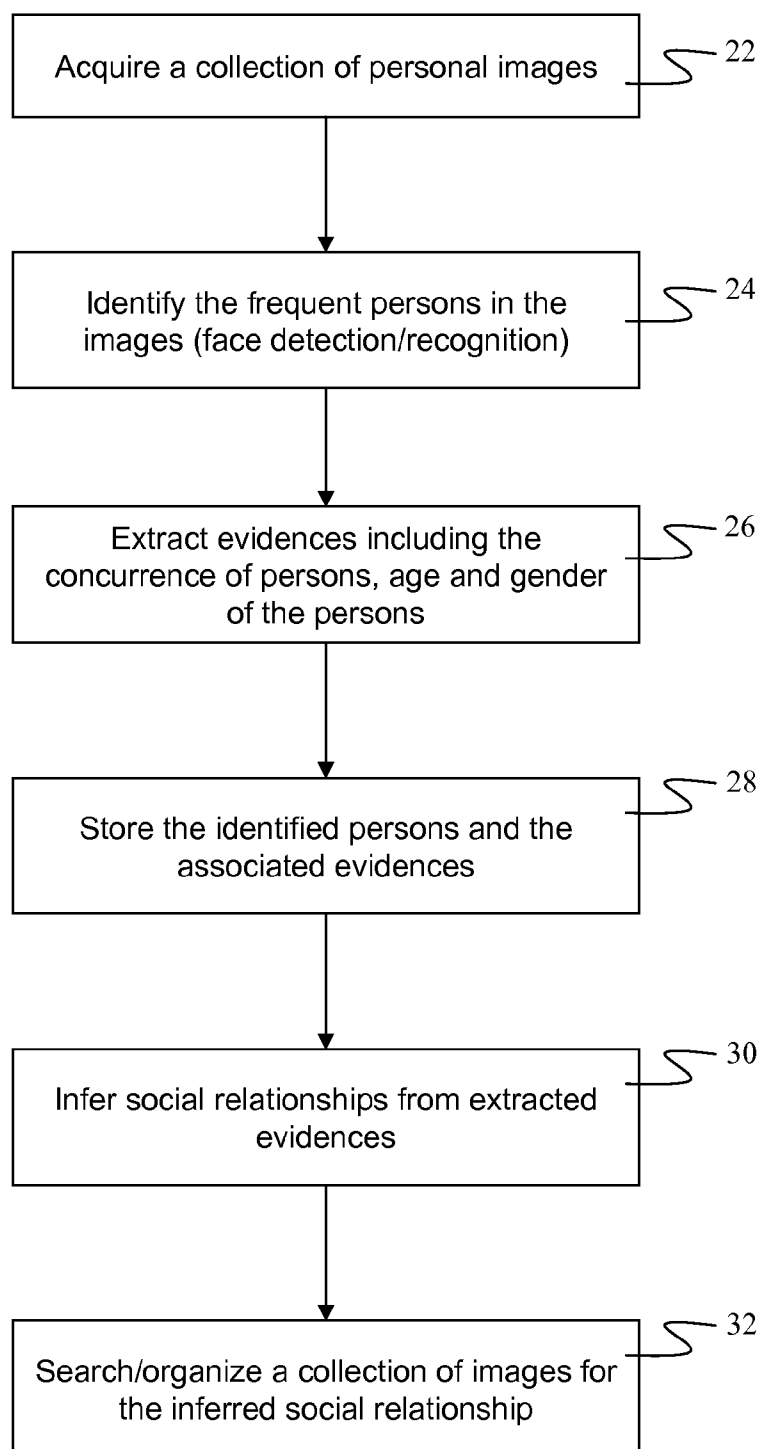 Acquire a collection of personal images
22
Identify the frequent persons in the
images (face detection/recognition)
24
Extract evidences including the
concurrence of persons, age and gender
of the persons
26
Store the identified persons and the
associated evidences
28
Infer social relationships from extracted
evidences
30
Search/organize a collection of images for
the inferred social relationship
32